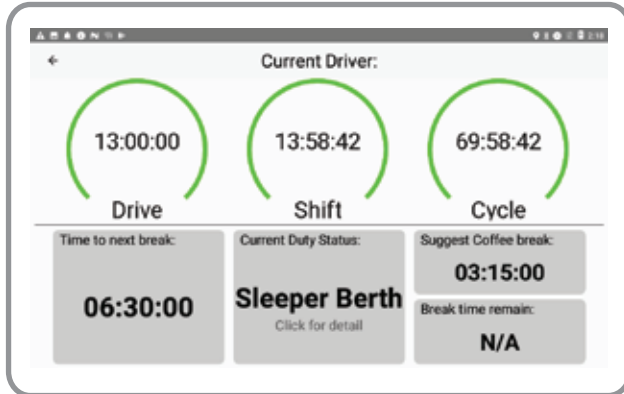 2:10
Current Driver:
13:00:00
Drive
13:58:42
Shift
69:58:42
Cycle
Time to next break:
06:30:00
Current Duty Status:
Sleeper Berth
Click for detail
Suggest Coffee break:
03:15:00
Break time remain:
N/A